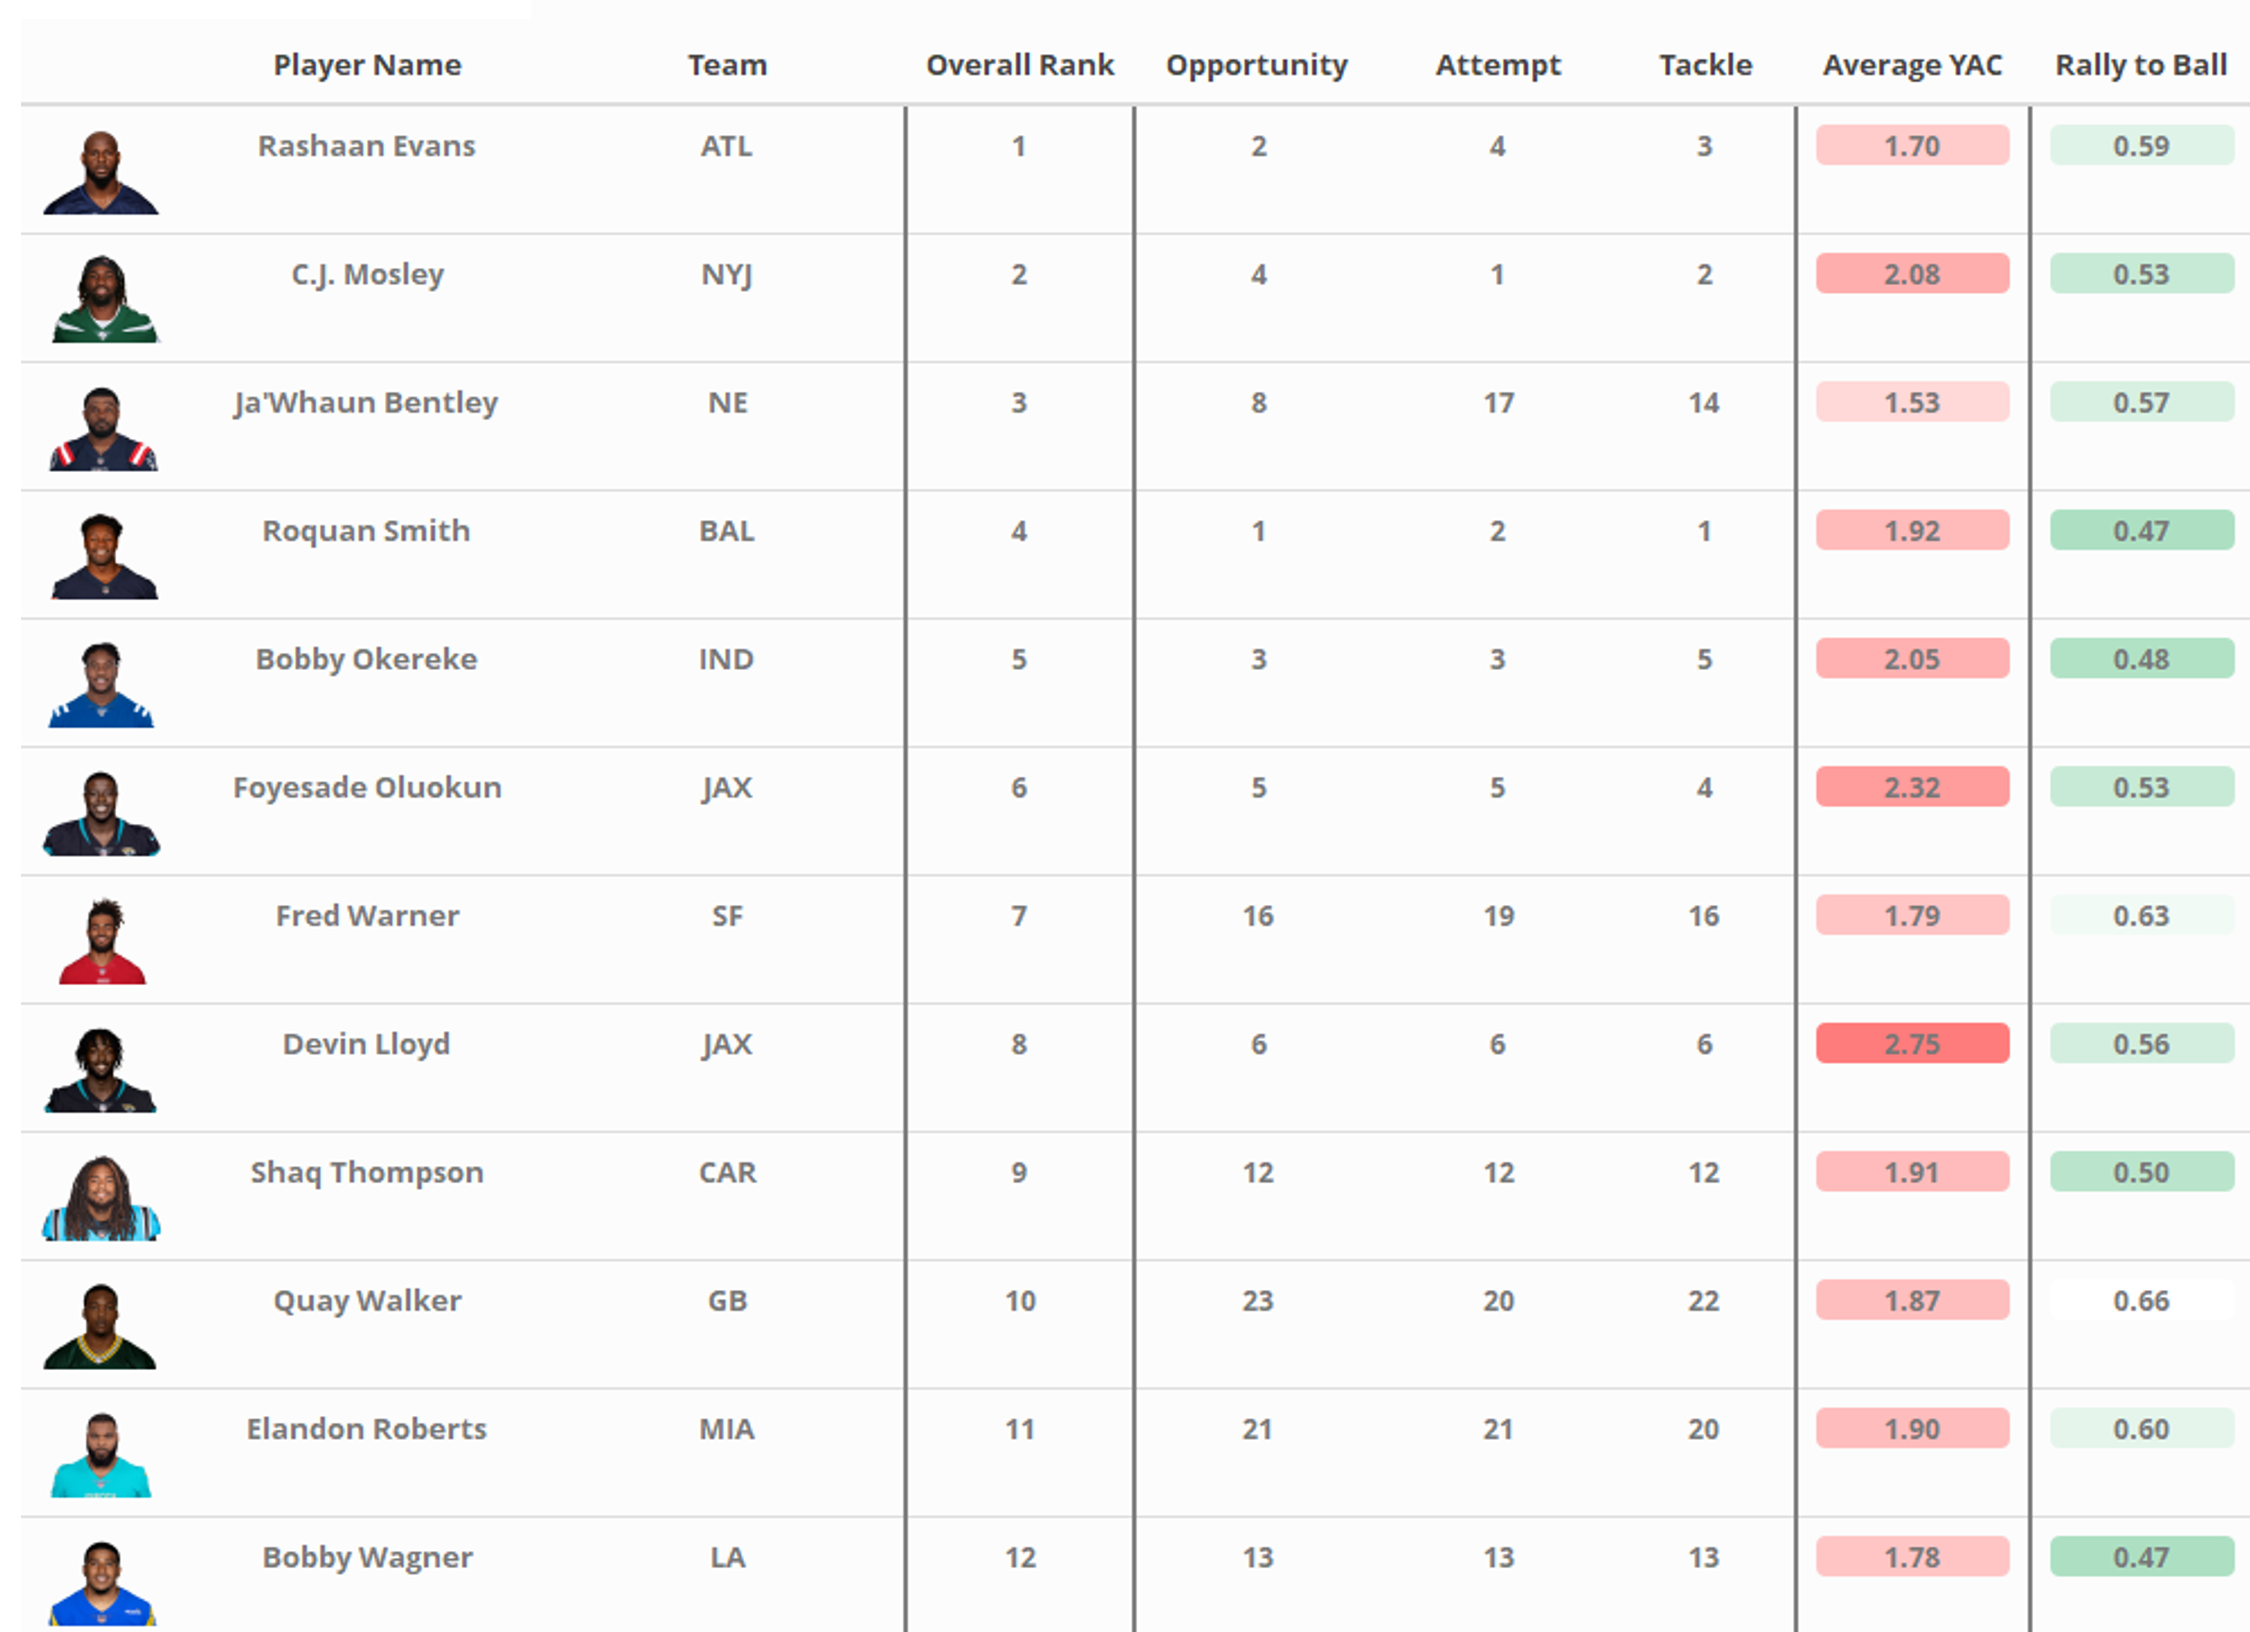 Player Name Team Overall Rank Opportunity Attempt Tackle Average YAC Rally to Ball
Rashaan Evans ATL 1 2 4 3 1.70 0.59
C.J. Mosley NYJ 2 4 1 2 2.08 0.53
Ja'Whaun Bentley NE 3 8 17 14 1.53 0.57
Roquan Smith BAL 4 1 2 1 1.92 0.47
Bobby Okereke IND 5 3 3 5 2.05 0.48
Foyesade Oluokun JAX 6 5 5 4 2.32 0.53
Fred Warner SF 7 16 19 16 1.79 0.63
Devin Lloyd JAX 8 6 6 6 2.75 0.56
Shaq Thompson CAR 9 12 12 12 1.91 0.50
Quay Walker GB 10 23 20 22 1.87 0.66
Elandon Roberts MIA 11 21 21 20 1.90 0.60
Bobby Wagner LA 12 13 13 13 1.78 0.47